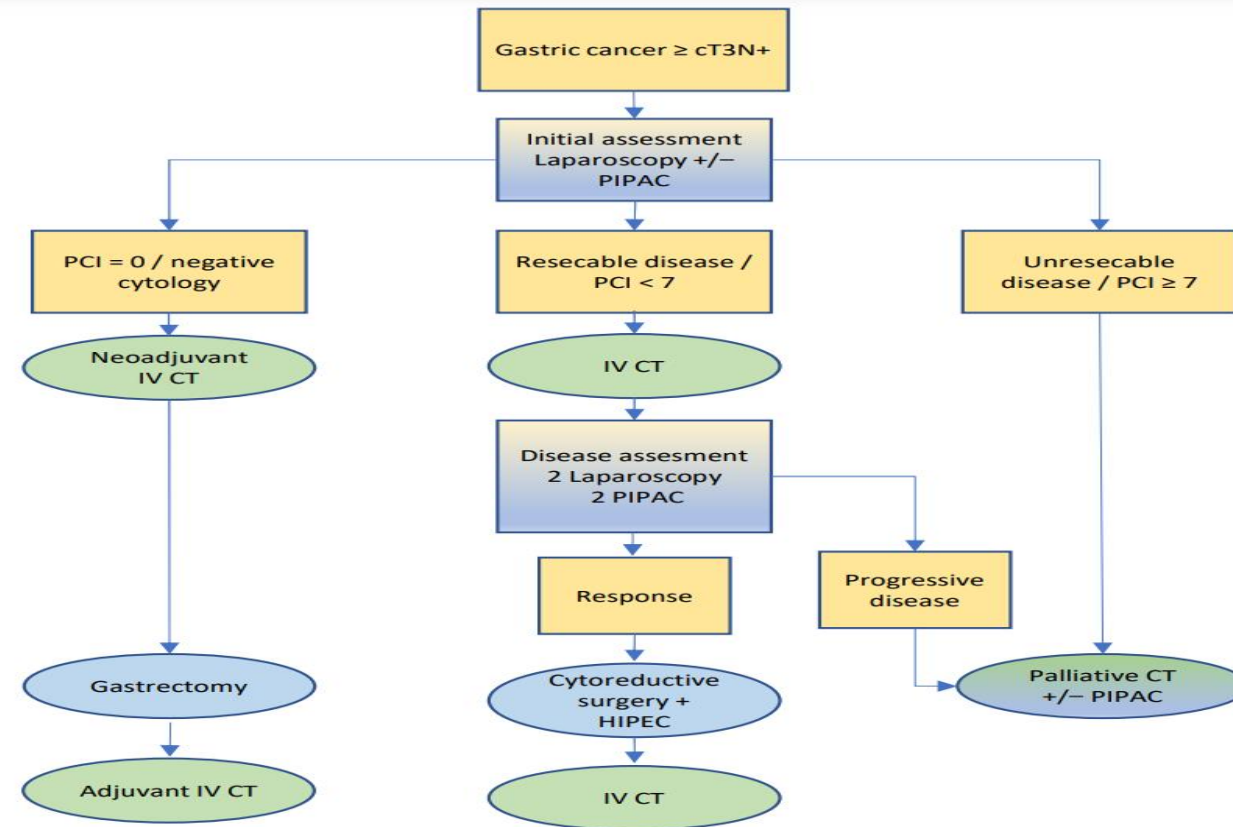 Gastric cancer ≥ cT3N+
Initial assessment
Laparoscopy +/−
PIPAC
PCI = 0 / negative
cytology
Resecable disease /
PCI < 7
Unresecable
disease / PCI ≥ 7
Neoadjuvant
IV CT
IV CT
Disease assesment
2 Laparoscopy
2 PIPAC
Response
Progressive
disease
Gastrectomy
Cytoreductive
surgery +
HIPEC
Palliative CT
+/− PIPAC
Adjuvant IV CT
IV CT